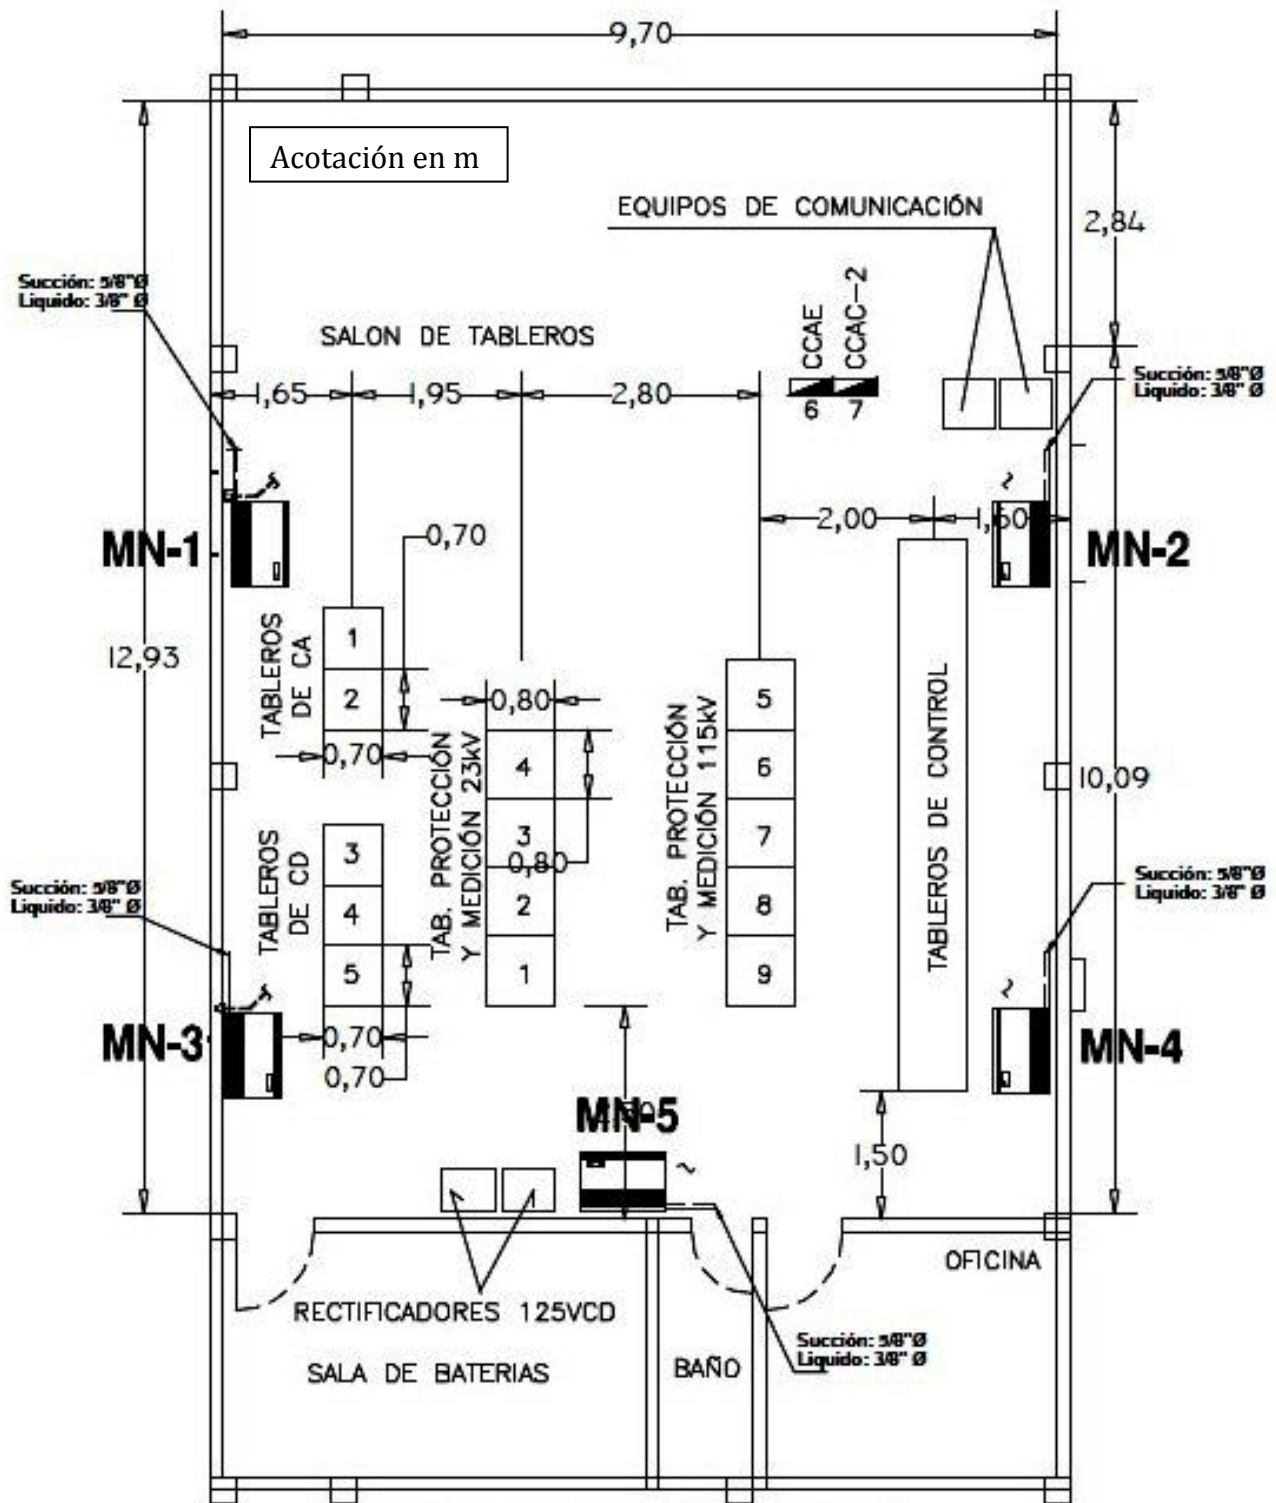 9,70
Acotación en m
EQUIPOS DE COMUNICACIÓN
2,84
Succión: 5/8"Ø
Liquido: 3/8" Ø
SALON DE TABLEROS
CCAE
CCAC-2
6
7
Succión: 5/8"Ø
Liquido: 3/8" Ø
1,65
1,95
2,80
2,00
1,60
MN-1
0,70
MN-2
TABLEROS
DE CA
1
2
0,70
12,93
0,80
TAB. PROTECCIÓN
Y MEDICIÓN 23kV
4
3
0,80
2
1
TAB. PROTECCIÓN
Y MEDICIÓN 115kV
5
6
7
8
9
TABLEROS DE CONTROL
10,09
TABLEROS
DE CD
3
4
5
Succión: 5/8"Ø
Liquido: 3/8" Ø
Succión: 5/8"Ø
Liquido: 3/8" Ø
MN-3
0,70
0,70
MN-4
MN-5
1,50
OFICINA
RECTIFICADORES 125VCD
SALA DE BATERIAS
BAÑO
Succión: 5/8"Ø
Liquido: 3/8" Ø